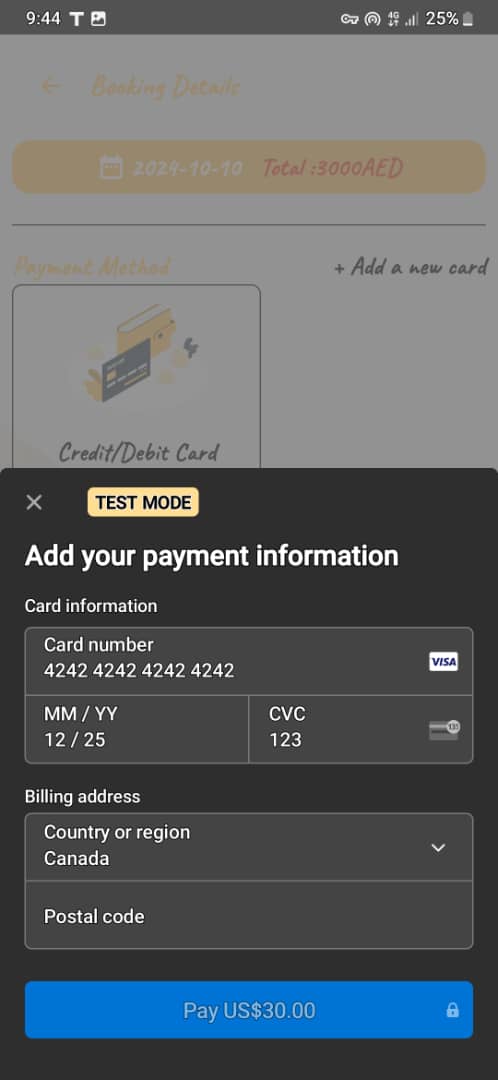 9:44
4G
25%
Booking Details
2024-10-10 Total :3000AED
Payment Method
+ Add a new card
Credit/Debit Card
TEST MODE
Add your payment information
Card information
Card number
4242 4242 4242 4242
VISA
MM / YY
12 / 25
CVC
123
Billing address
Country or region
Canada
Postal code
Pay US$30.00